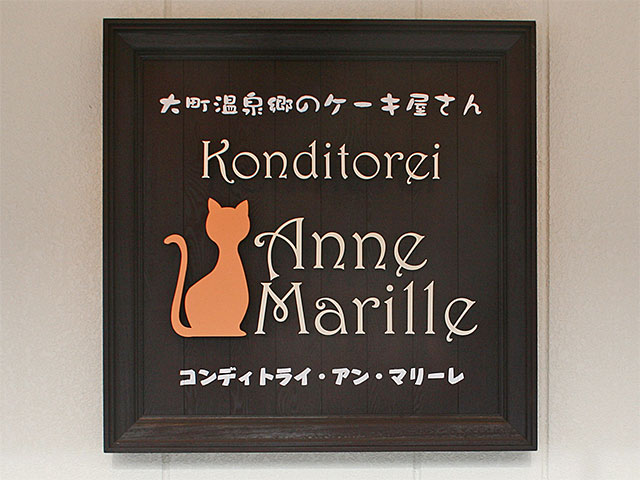 大町温泉郷のケーキ屋さん
Konditorei
Anne
Marille
コンディトライ・アン・マリーレ